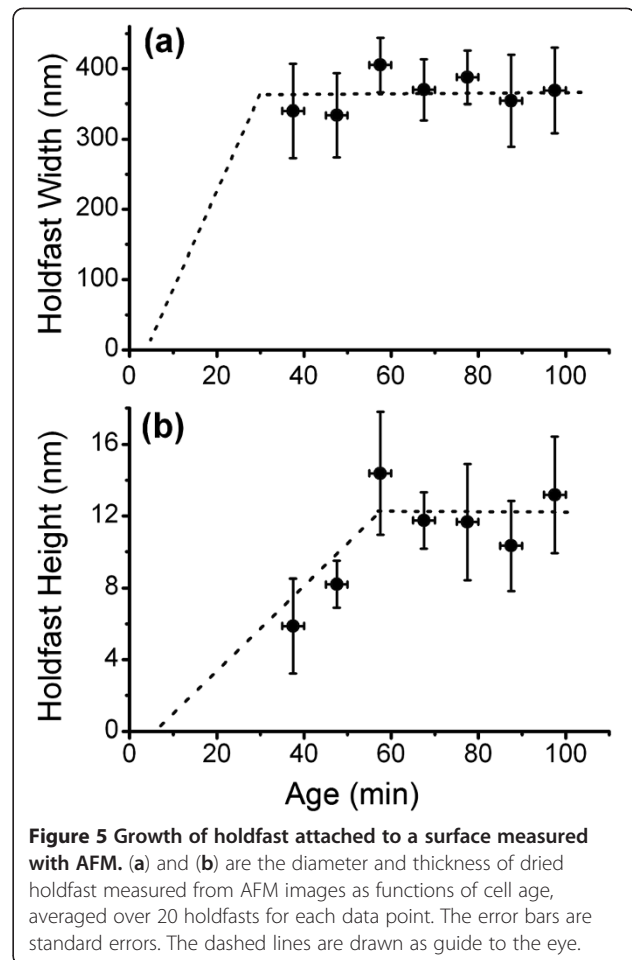 (a)
Holdfast Width (nm)
400
300
200
100
0
0 20 40 60 80 100
(b)
Holdfast Height (nm)
16
12
8
4
0
0 20 40 60 80 100
Age (min)
Figure 5 Growth of holdfast attached to a surface measured
with AFM. (a) and (b) are the diameter and thickness of dried
holdfast measured from AFM images as functions of cell age,
averaged over 20 holdfasts for each data point. The error bars are
standard errors. The dashed lines are drawn as guide to the eye.